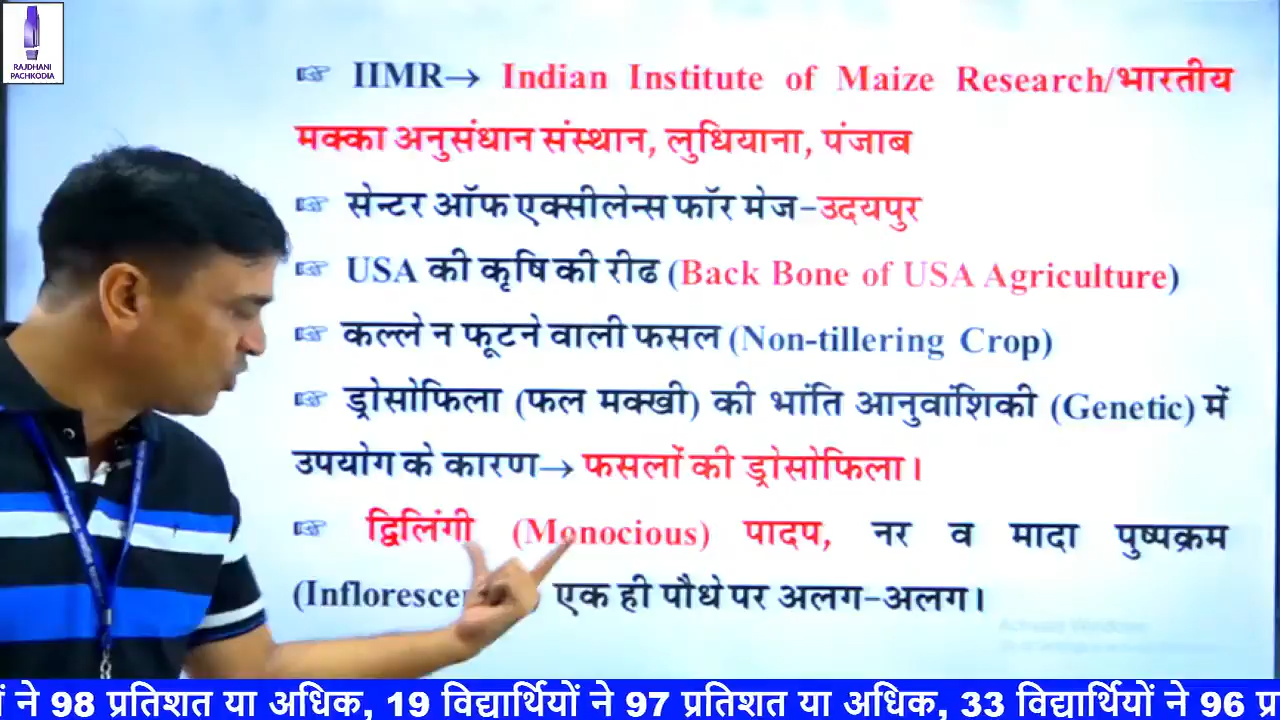 RAJDHANI
PACHKODIA
☞ IIMR→ Indian Institute of Maize Research/भारतीय
मक्का अनुसंधान संस्थान, लुधियाना, पंजाब
☞ सेन्टर ऑफ एक्सीलेन्स फॉर मेज-उदयपुर
☞ USA की कृषि की रीढ (Back Bone of USA Agriculture)
☞ कल्ले न फूटने वाली फसल (Non-tillering Crop)
☞ ड्रोसोफिला (फल मक्खी) की भांति आनुवांशिकी (Genetic) में
उपयोग के कारण→ फसलों की ड्रोसोफिला।
☞ द्विलिंगी (Monocious) पादप, नर व मादा पुष्पक्रम
एक ही पौधे पर अलग-अलग।
ने 98 प्रतिशत या अधिक, 19 विद्यार्थियों ने 97 प्रतिशत या अधिक, 33 विद्यार्थियों ने 96